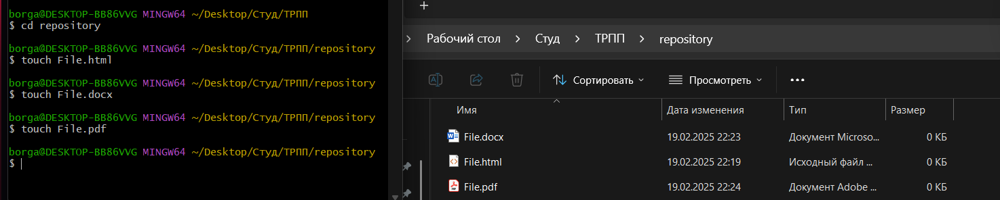 borga@DESKTOP-BB86VVG MINGW64 ~/Desktop/Студ/ТРПП
$ cd repository
borga@DESKTOP-BB86VVG MINGW64 ~/Desktop/Студ/ТРПП/repository
$ touch File.html
borga@DESKTOP-BB86VVG MINGW64 ~/Desktop/Студ/ТРПП/repository
$ touch File.docx
borga@DESKTOP-BB86VVG MINGW64 ~/Desktop/Студ/ТРПП/repository
$ touch File.pdf
borga@DESKTOP-BB86VVG MINGW64 ~/Desktop/Студ/ТРПП/repository
$
Рабочий стол > Студ > ТРПП > repository
Сортировать Просмотреть
Имя Дата изменения Тип Размер
File.docx 19.02.2025 22:23 Документ Microso... 0 КБ
File.html 19.02.2025 22:19 Исходный файл ... 0 КБ
File.pdf 19.02.2025 22:24 Документ Adobe ... 0 КБ